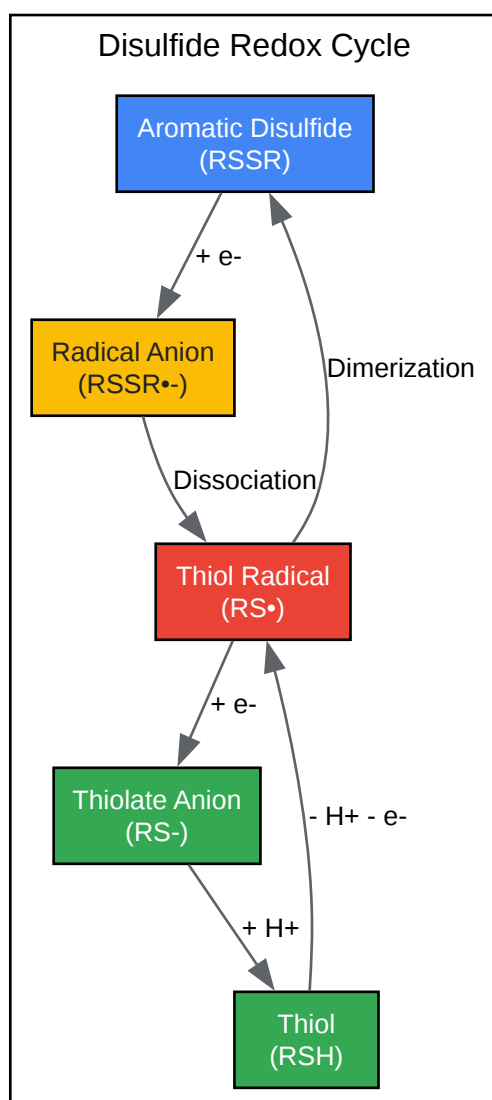 Disulfide Redox Cycle
Aromatic Disulfide
(RSSR)
+ e-
Radical Anion
(RSSR•-)
Dimerization
Dissociation
Thiol Radical
(RS•)
+ e-
Thiolate Anion
(RS-)
- H+ - e-
+ H+
Thiol
(RSH)